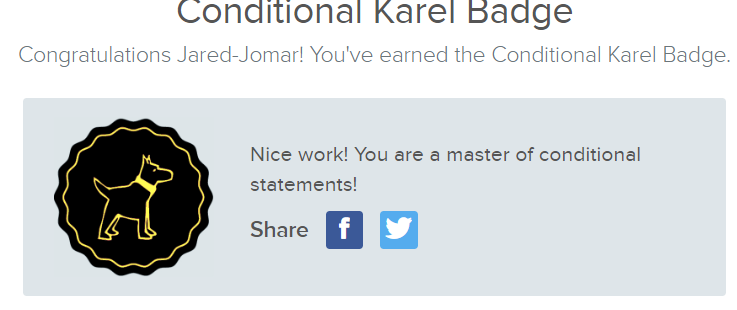 Conditional Karel Badge
Congratulations Jared-Jomar! You've earned the Conditional Karel Badge.
Nice work! You are a master of conditional
statements!
Share f